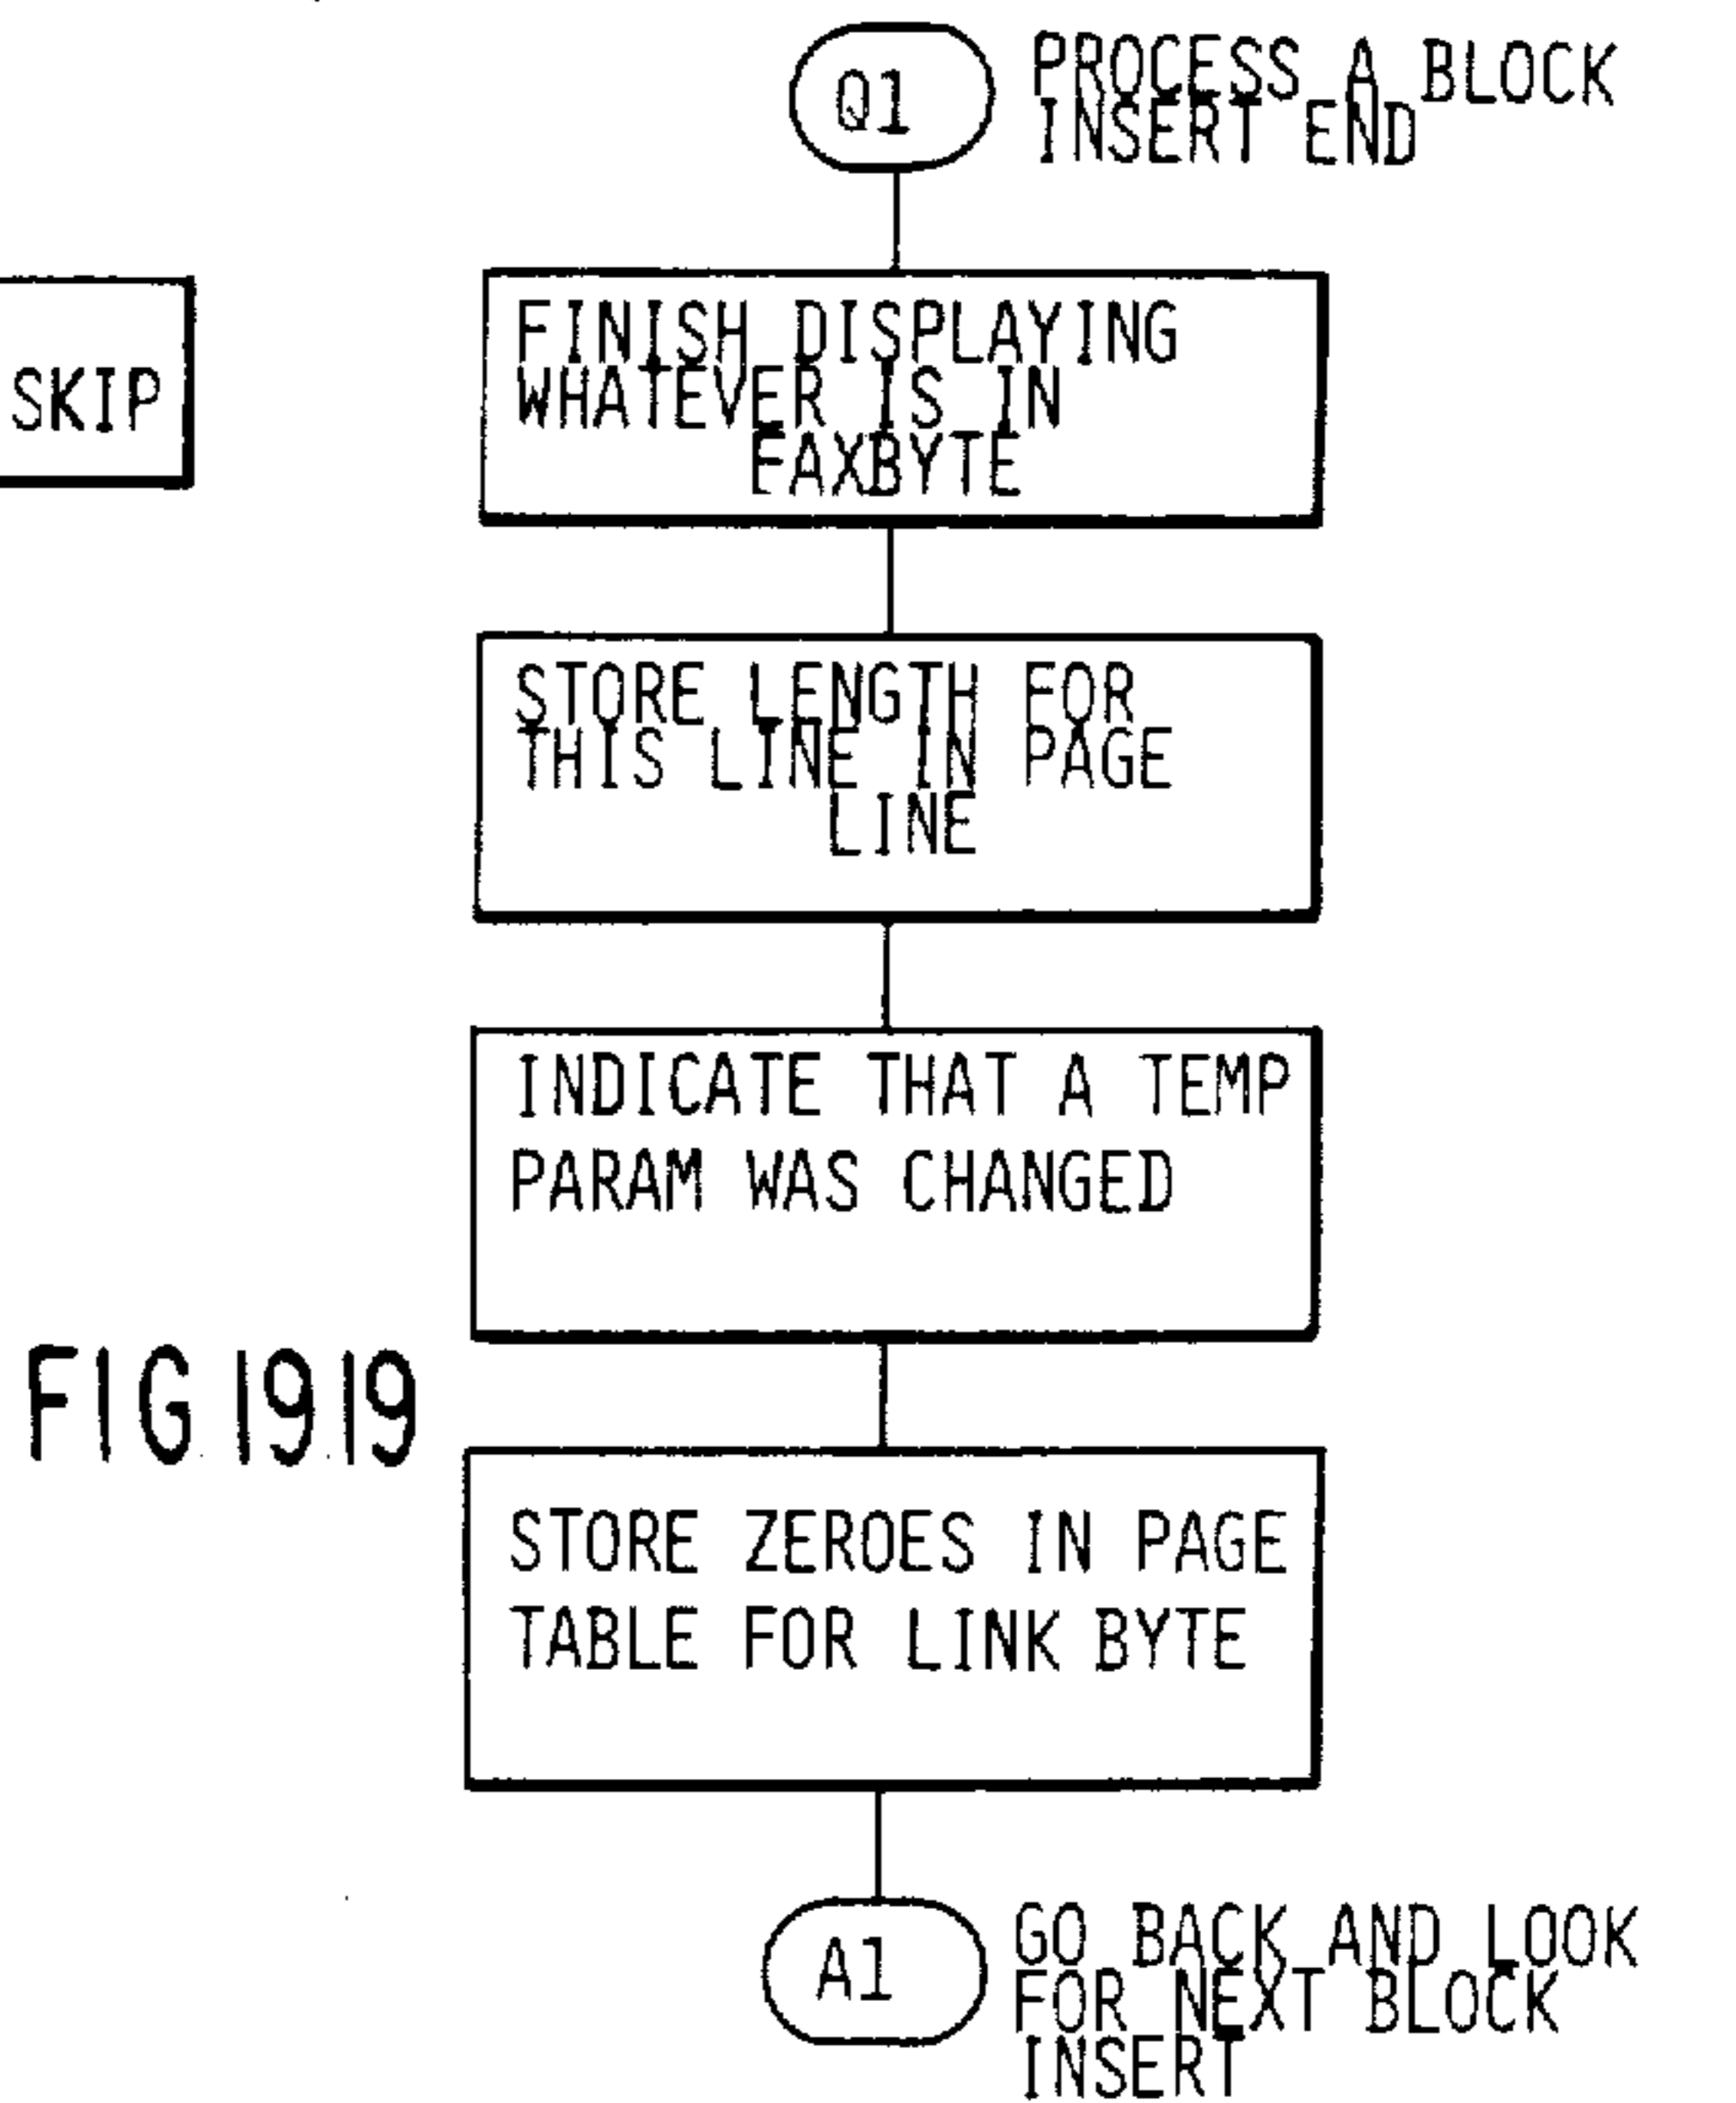 Q1
PROCESS A BLOCK
INSERT END
SKIP
FINISH DISPLAYING
WHATEVER IS IN
FAXBYTE
STORE LENGTH FOR
THIS LINE IN PAGE
LINE
INDICATE THAT A TEMP
PARAM WAS CHANGED
FIG.19.19
STORE ZEROES IN PAGE
TABLE FOR LINK BYTE
A1
GO BACK AND LOOK
FOR NEXT BLOCK
INSERT